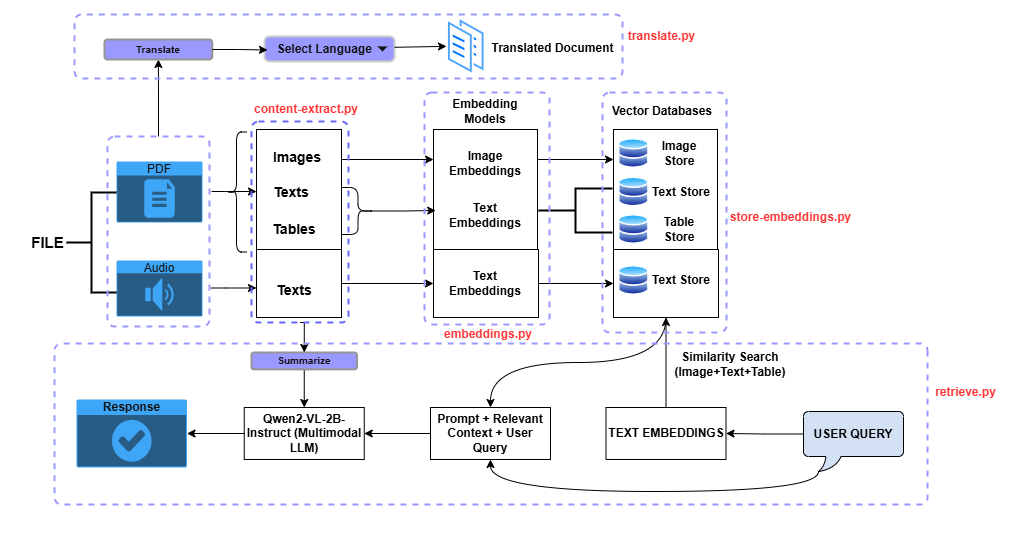 translate.py
Translate
Select Language
Translated Document
content-extract.py
Embedding
Models
Vector Databases
FILE
PDF
Audio
Images
Texts
Tables
Texts
Image
Embeddings
Text
Embeddings
Text
Embeddings
embeddings.py
Image
Store
Text Store
Table
Store
Text Store
store-embeddings.py
Summarize
Similarity Search
(Image+Text+Table)
retrieve.py
Response
Qwen2-VL-2B-
Instruct (Multimodal
LLM)
Prompt + Relevant
Context + User
Query
TEXT EMBEDDINGS
USER QUERY